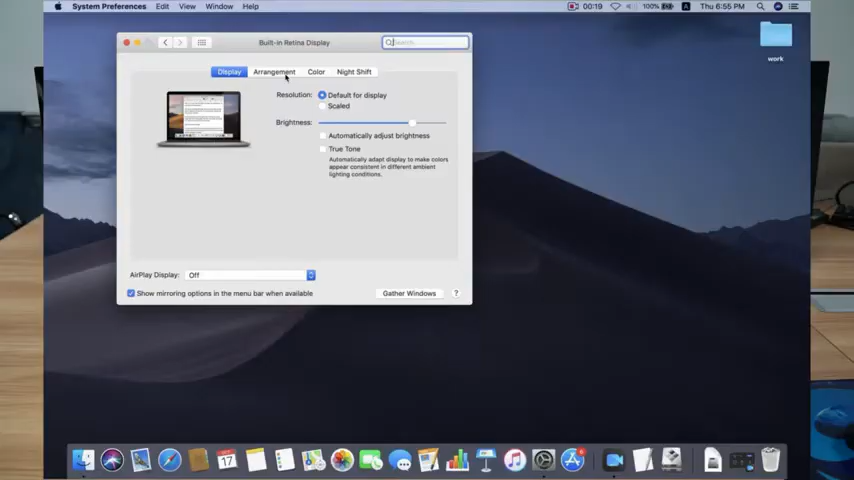 System Preferences Edit View Window Help 00:19 100% A Thu 6:55 PM
work
Built-in Retina Display Search
Display Arrangement Color Night Shift
Resolution: Default for display
Scaled
Brightness:
Automatically adjust brightness
True Tone
Automatically adapt display to make colors
appear consistent in different ambient
lighting conditions.
AirPlay Display: Off
Show mirroring options in the menu bar when available Gather Windows ?
17